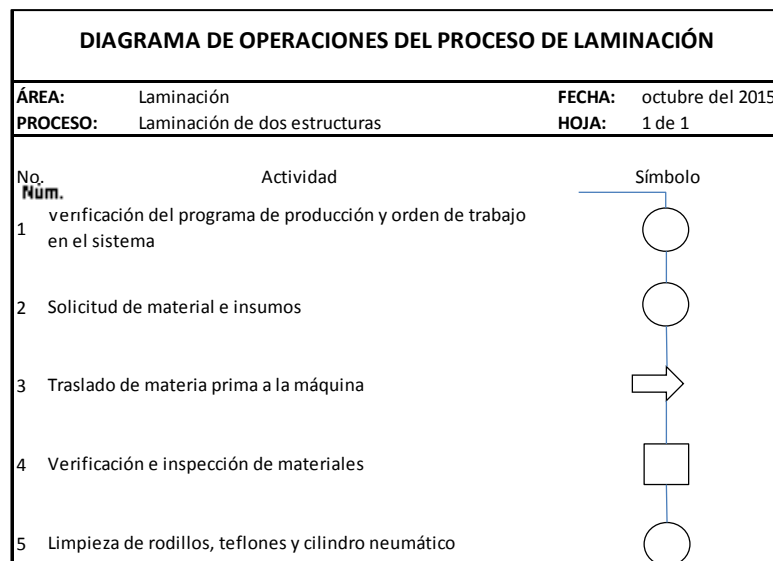 DIAGRAMA DE OPERACIONES DEL PROCESO DE LAMINACIÓN
ÁREA: Laminación FECHA: octubre del 2015
PROCESO: Laminación de dos estructuras HOJA: 1 de 1
No. Actividad Símbolo
Núm.
1 Verificación del programa de producción y orden de trabajo
en el sistema
2 Solicitud de material e insumos
3 Traslado de materia prima a la máquina
4 Verificación e inspección de materiales
5 Limpieza de rodillos, teflones y cilindro neumático